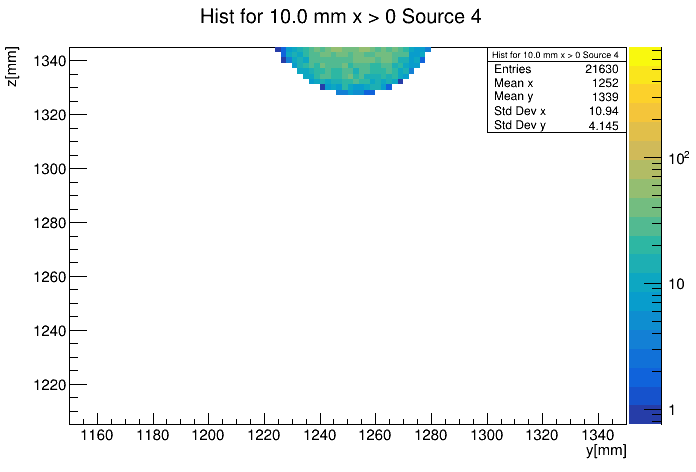 Hist for 10.0 mm x > 0 Source 4
z[mm]
1340
1320
1300
1280
1260
1240
1220
Hist for 10.0 mm x > 0 Source 4
Entries 21630
Mean x 1252
Mean y 1339
Std Dev x 10.94
Std Dev y 4.145
10²
10
1
1160 1180 1200 1220 1240 1260 1280 1300 1320 1340
y[mm]